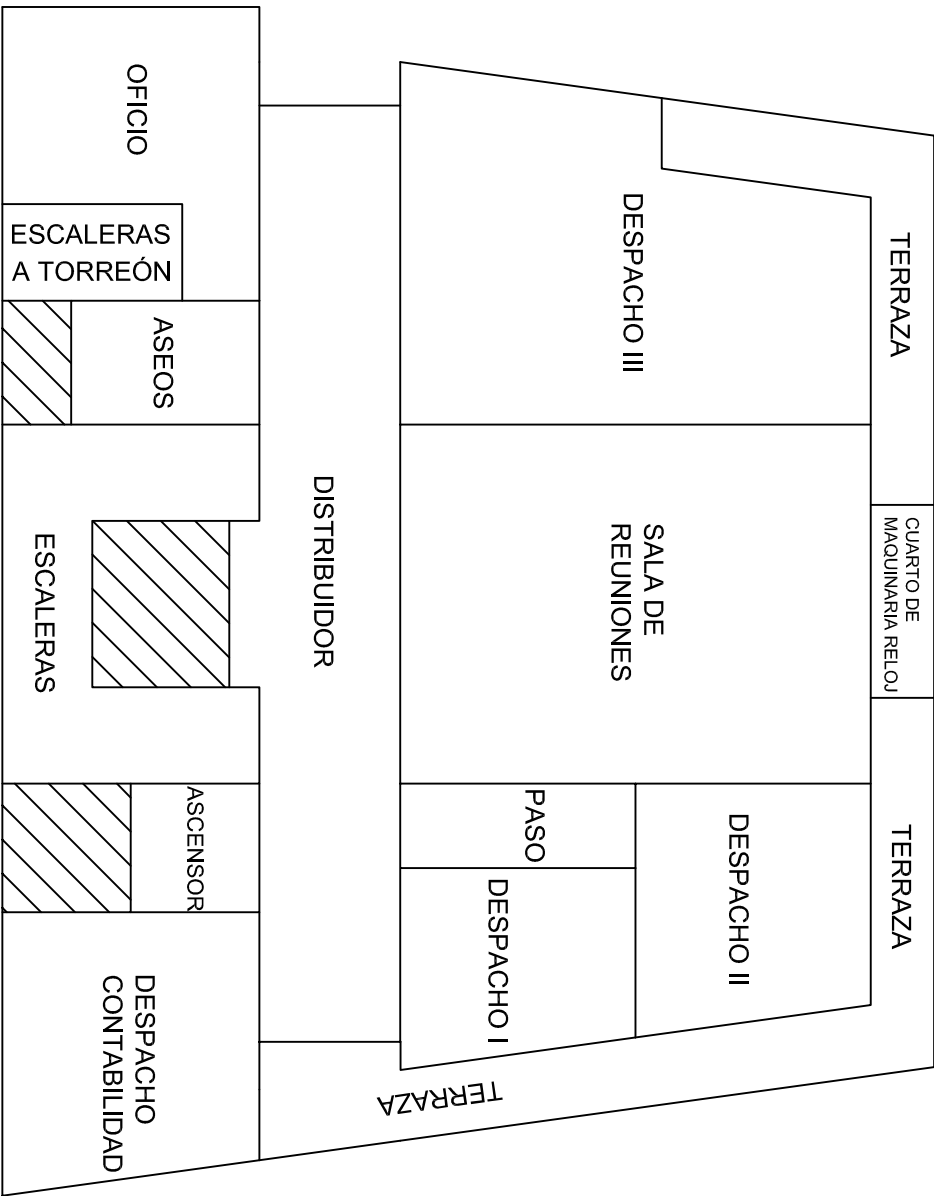 OFICIO
ESCALERAS
A TORREÓN
ASEOS
ESCALERAS
ASCENSOR
DESPACHO
CONTABILIDAD
DISTRIBUIDOR
DESPACHO III
SALA DE
REUNIONES
PASO
DESPACHO I
DESPACHO II
TERRAZA
CUARTO DE
MAQUINARIA RELOJ
TERRAZA
TERRAZA